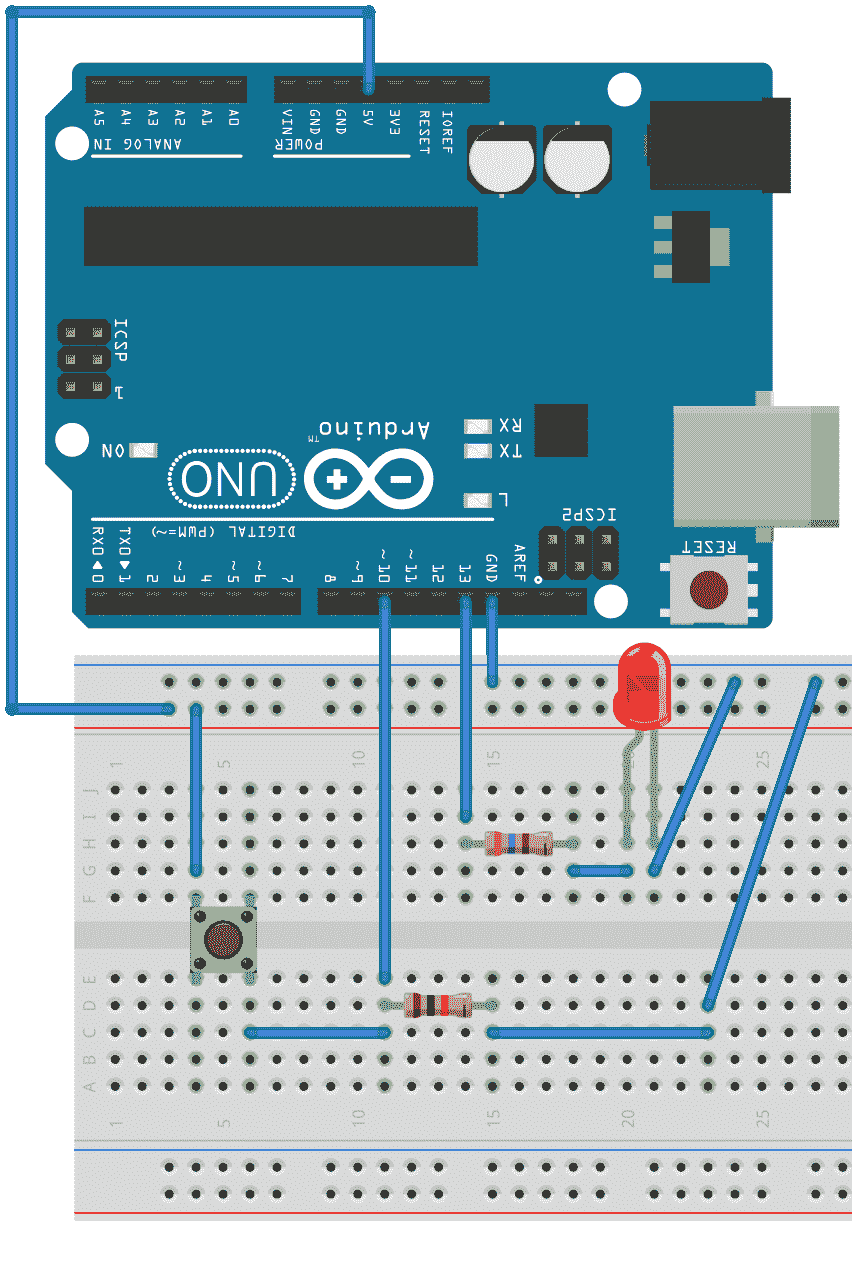 A5 A4 A3 A2 A1 A0 VIN GND GND 5V 3V3 RESET IOREF
ANALOG IN POWER
ICSP
1
Arduino™
RX
ON
TX
UNO
L
DIGITAL (PWM=~) ICSP2
RX0◄0 TX0►1 2 ~3 4 ~5 ~6 7 8 ~9 ~10 ~11 12 13 GND AREF RESET
1 5 10 15 20 25
J
I
H
G
F
E
D
C
B
A
1 5 10 15 20 25